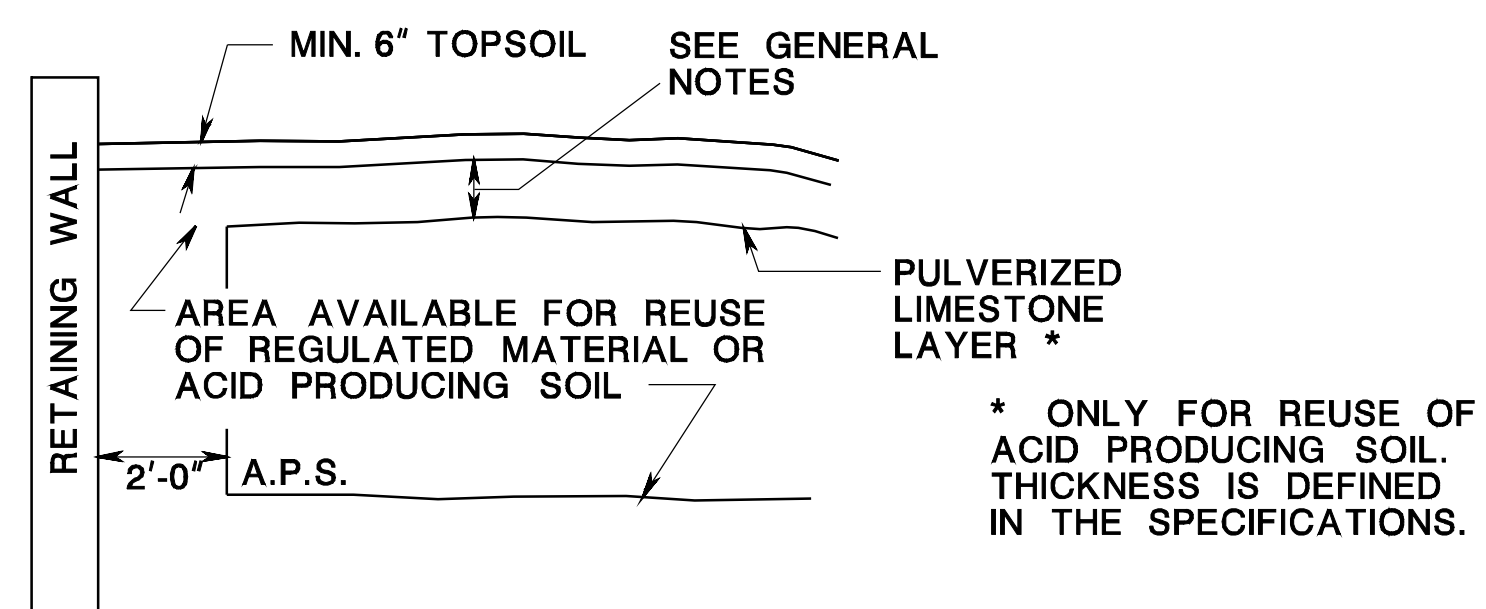 MIN. 6" TOPSOIL
SEE GENERAL
NOTES
RETAINING WALL
PULVERIZED
LIMESTONE
LAYER *
AREA AVAILABLE FOR REUSE
OF REGULATED MATERIAL OR
ACID PRODUCING SOIL
* ONLY FOR REUSE OF
ACID PRODUCING SOIL.
THICKNESS IS DEFINED
IN THE SPECIFICATIONS.
2'-0"
A.P.S.